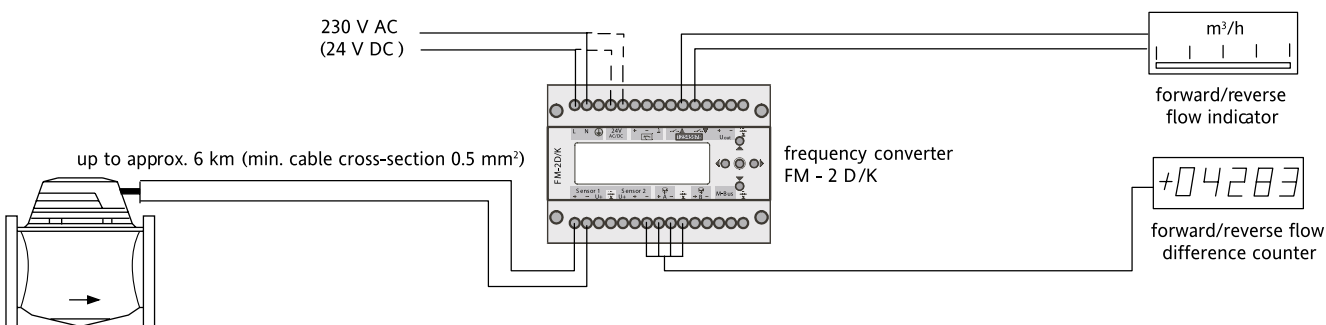 230 V AC
(24 V DC )
m³/h
forward/reverse
flow indicator
up to approx. 6 km (min. cable cross-section 0.5 mm²)
L N
24V
AC/DC
+ -
U out
+ -
FM-2D/K
frequency converter
FM - 2 D/K
Sensor 1
+ - U+
Sensor 2
U+ + -
+ A -
+ B -
M-Bus
+04283
forward/reverse flow
difference counter